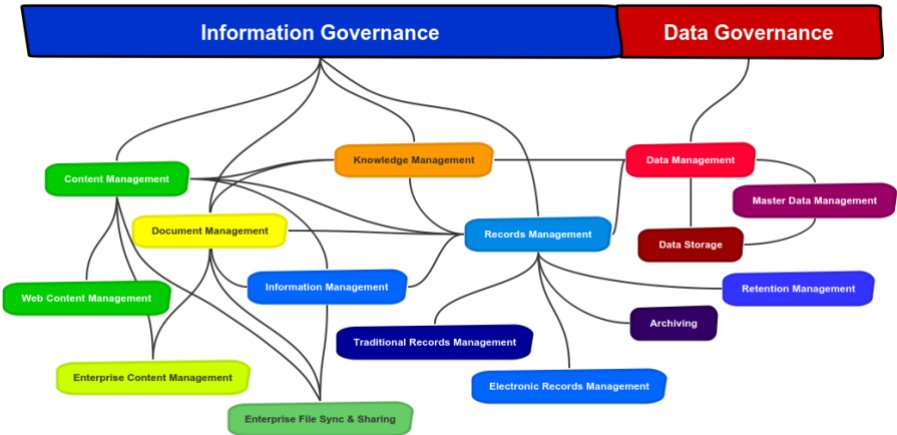 Information Governance
Data Governance
Knowledge Management
Data Management
Content Management
Master Data Management
Document Management
Records Management
Data Storage
Information Management
Retention Management
Web Content Management
Archiving
Traditional Records Management
Enterprise Content Management
Electronic Records Management
Enterprise File Sync & Sharing